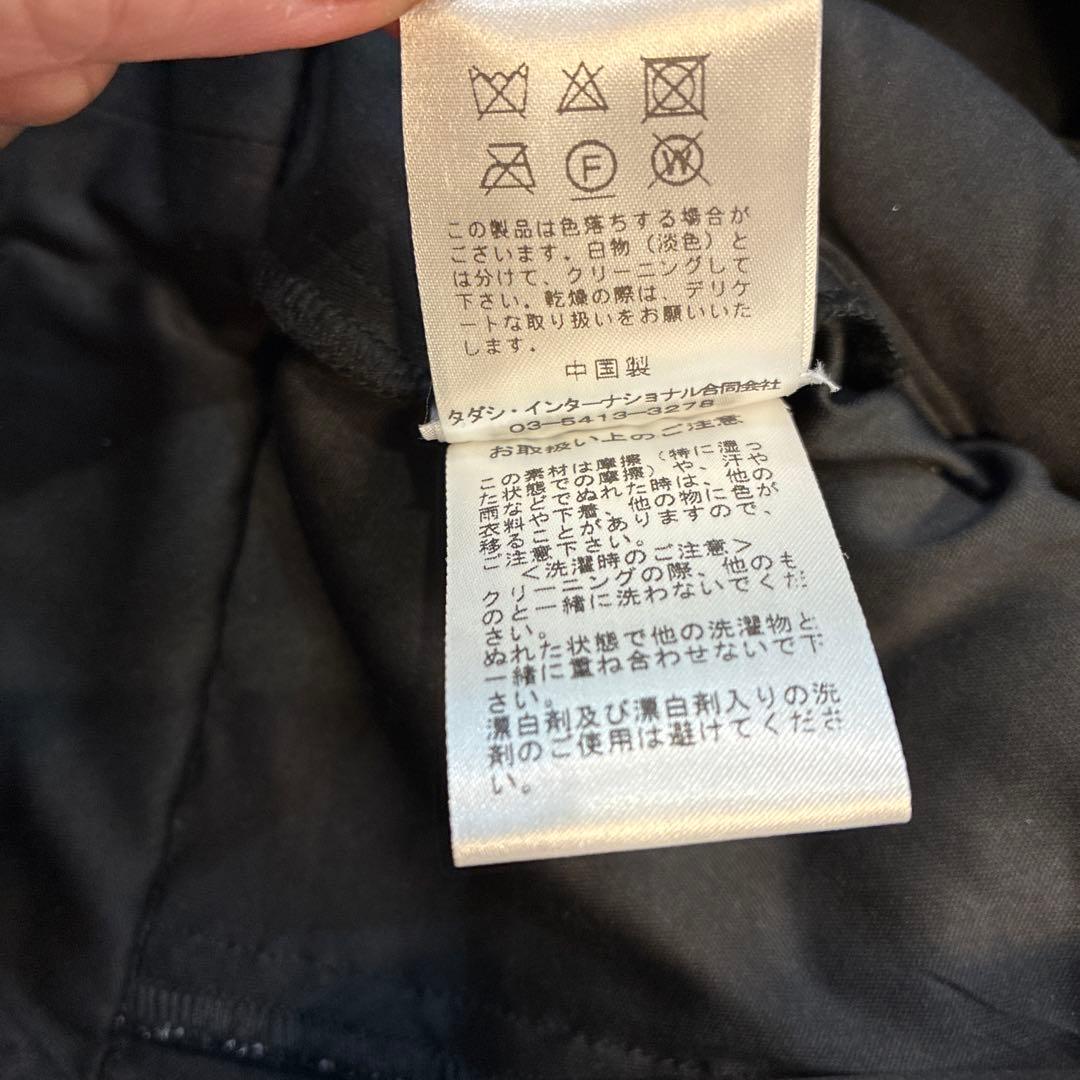 F
W
この製品は色落ちする場合が
ございます。白物(淡色)と
は分けて、クリーニングして
下さい。乾燥の際は、デリケ
ートな取り扱いをお願いいた
します。
中国製
タダシ・インターナショナル合同会社
03-5413-3278
お取扱い上のご注意
この素材は摩擦(特に湿っ
た状態での摩擦)や、汗や
雨などでぬれた時は、他の
衣料や下着、他の物に色が
移ることがありますので、
ご注意下さい。
<洗濯時のご注意>
クリーニングの際、他のも
のと一緒に洗わないでくだ
さい。
ぬれた状態で他の洗濯物と
一緒に重ね合わせないで下
さい。
漂白剤及び漂白剤入りの洗
剤のご使用は避けてくださ
い。